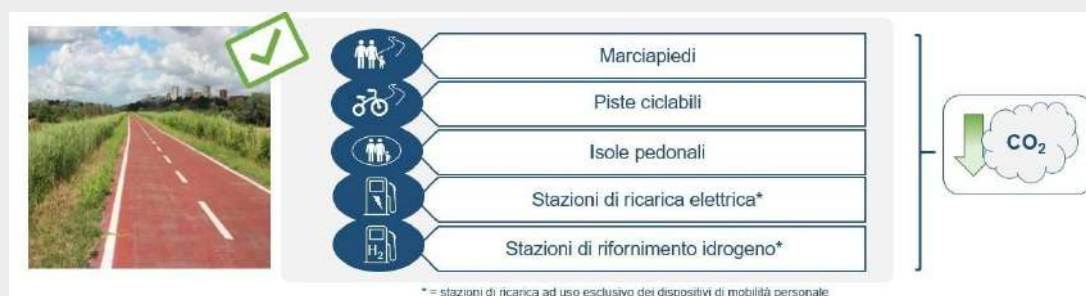 Marciapiedi
Piste ciclabili
CO₂
Isole pedonali
Stazioni di ricarica elettrica*
H₂
Stazioni di rifornimento idrogeno*
* = stazioni di ricarica ad uso esclusivo dei dispositivi di mobilità personale